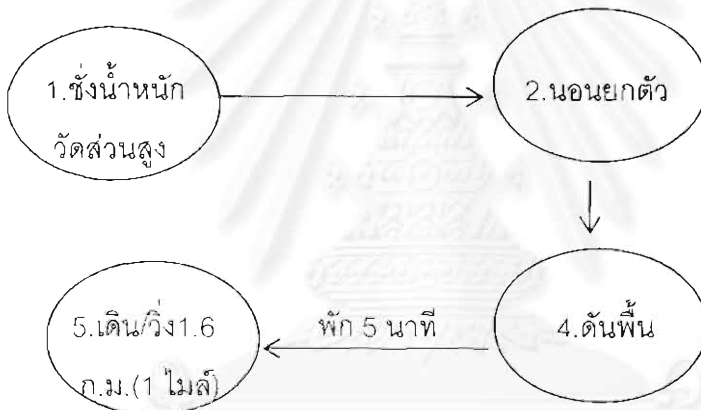 1.ชั่งน้ำหนัก
วัดส่วนสูง
2.นอนยกตัว
4.ดันพื้น
พัก 5 นาที
5.เดิน/วิ่ง1.6
ก.ม.(1 ไมล์)